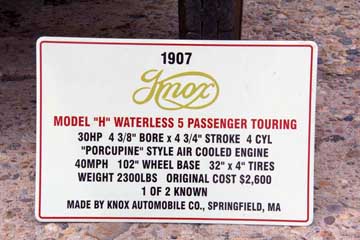 1907
Knox
MODEL "H" WATERLESS 5 PASSENGER TOURING
30HP 4 3/8" BORE x 4 3/4" STROKE 4 CYL
"PORCUPINE" STYLE AIR COOLED ENGINE
40MPH 102" WHEEL BASE 32" x 4" TIRES
WEIGHT 2300LBS ORIGINAL COST $2,600
1 OF 2 KNOWN
MADE BY KNOX AUTOMOBILE CO., SPRINGFIELD, MA